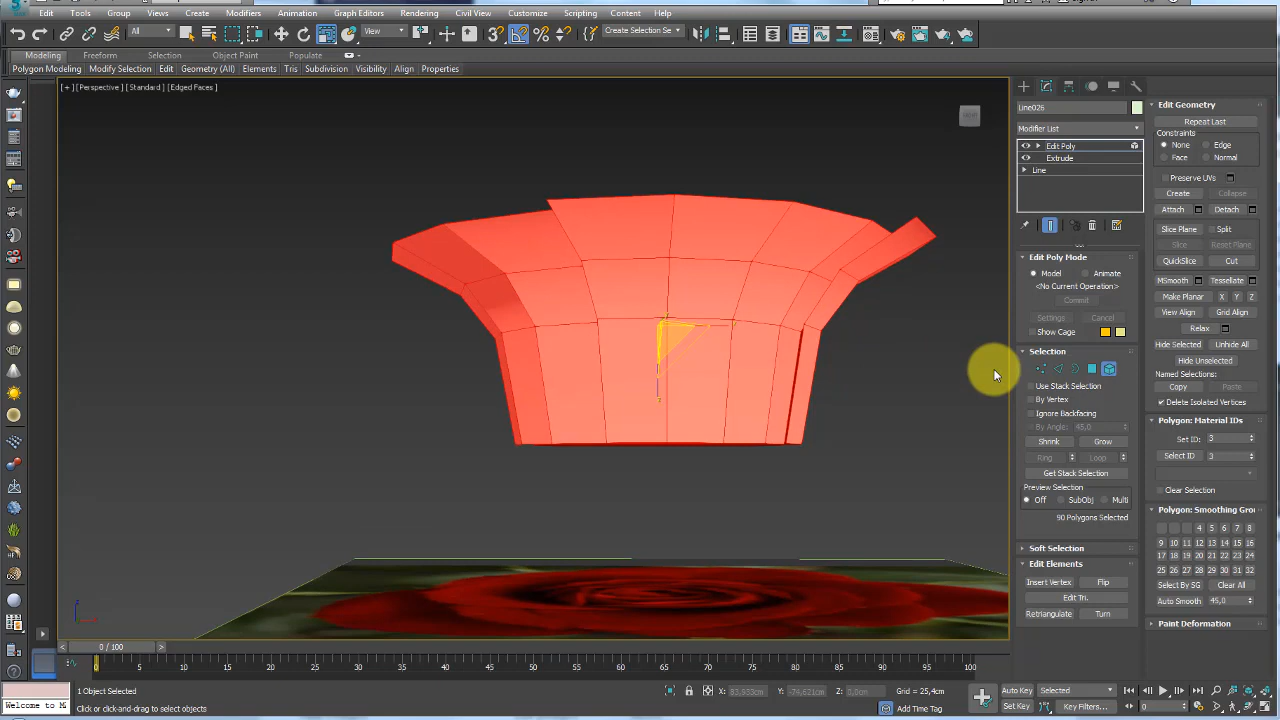 Edit Tools Group Views Create Modifiers Animation Graph Editors Rendering Civil View Customize Scripting Content Help
All View Create Selection Se
Modeling Freeform Selection Object Paint Populate
Polygon Modeling Modify Selection Edit Geometry (All) Elements Tris Subdivision Visibility Align Properties
[+] [Perspective] [Standard] [Edged Faces]
Line026
Modifier List
Edit Poly
Extrude
Line
Edit Poly Mode
Model Animate
<No Current Operation>
Commit
Settings Cancel
Show Cage
Selection
Use Stack Selection
By Vertex
Ignore Backfacing
By Angle: 45,0
Shrink Grow
Ring Loop
Get Stack Selection
Preview Selection
Off SubObj Multi
90 Polygons Selected
Soft Selection
Edit Elements
Insert Vertex Flip
Edit Tri.
Retriangulate Turn
Edit Geometry
Repeat Last
Constraints
None Edge
Face Normal
Preserve UVs
Create Collapse
Attach Detach
Slice Plane Split
Slice Reset Plane
QuickSlice Cut
MSmooth Tessellate
Make Planar X Y Z
View Align Grid Align
Relax
Hide Selected Unhide All
Hide Unselected
Named Selections:
Copy Paste
Delete Isolated Vertices
Polygon: Material IDs
Set ID: 3
Select ID 3
Clear Selection
Polygon: Smoothing Gro
4 5 6 7 8
9 10 11 12 13 14 15 16
17 18 19 20 21 22 23 24
25 26 27 28 29 30 31 32
Select By SG Clear All
Auto Smooth 45,0
Paint Deformation
0 / 100
5 10 15 20 25 30 35 40 45 50 55 60 65 70 75 80 85 90 95 100
1 Object Selected X: 83,933cm Y: -74,621cm Z: 0,0cm Grid = 25,4cm Auto Key Selected
Welcome to M Click or click-and-drag to select objects Add Time Tag Set Key Key Filters... 0